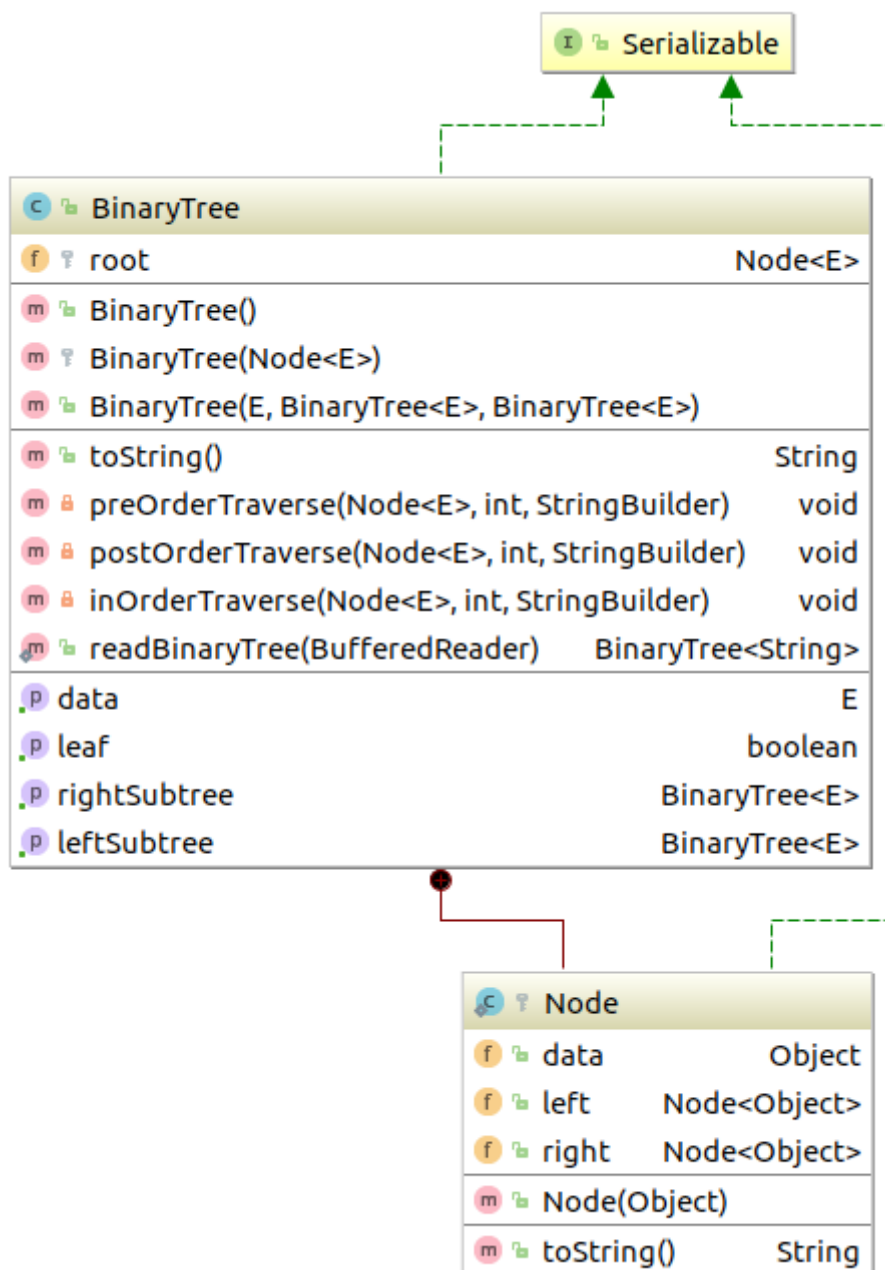 I Serializable
C BinaryTree
f root Node<E>
m BinaryTree()
m BinaryTree(Node<E>)
m BinaryTree(E, BinaryTree<E>, BinaryTree<E>)
m toString() String
m preOrderTraverse(Node<E>, int, StringBuilder) void
m postOrderTraverse(Node<E>, int, StringBuilder) void
m inOrderTraverse(Node<E>, int, StringBuilder) void
m readBinaryTree(BufferedReader) BinaryTree<String>
p data E
p leaf boolean
p rightSubtree BinaryTree<E>
p leftSubtree BinaryTree<E>
C Node
f data Object
f left Node<Object>
f right Node<Object>
m Node(Object)
m toString() String